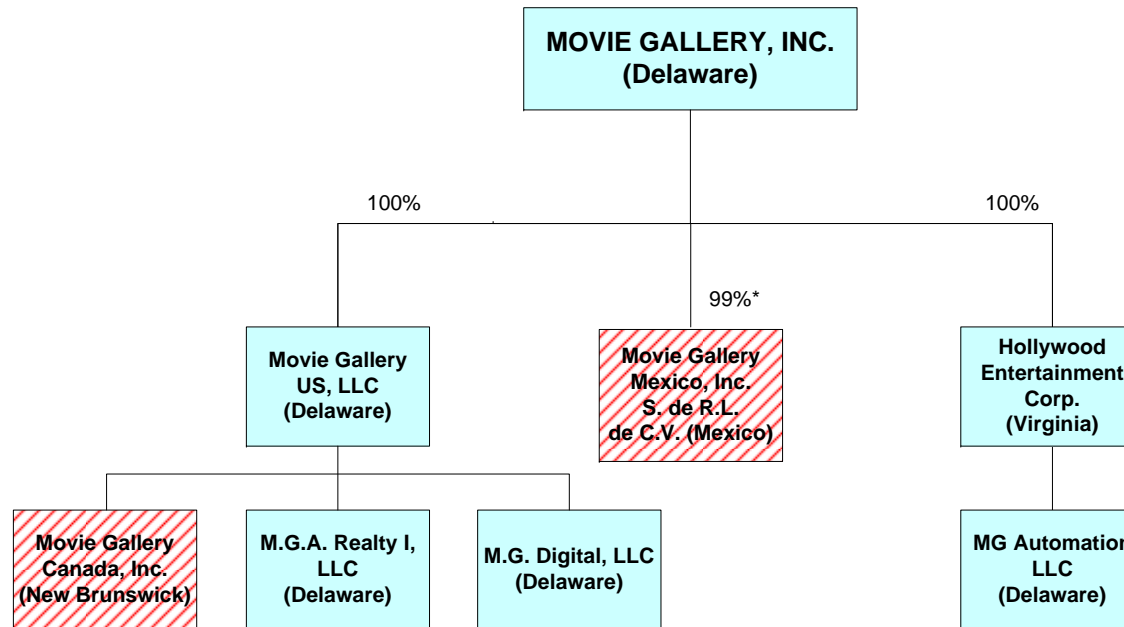 MOVIE GALLERY, INC.
(Delaware)
100%
100%
99%*
Movie Gallery
US, LLC
(Delaware)
Movie Gallery
Mexico, Inc.
S. de R.L.
de C.V. (Mexico)
Hollywood
Entertainment
Corp.
(Virginia)
Movie Gallery
Canada, Inc.
(New Brunswick)
M.G.A. Realty I,
LLC
(Delaware)
M.G. Digital, LLC
(Delaware)
MG Automation
LLC
(Delaware)